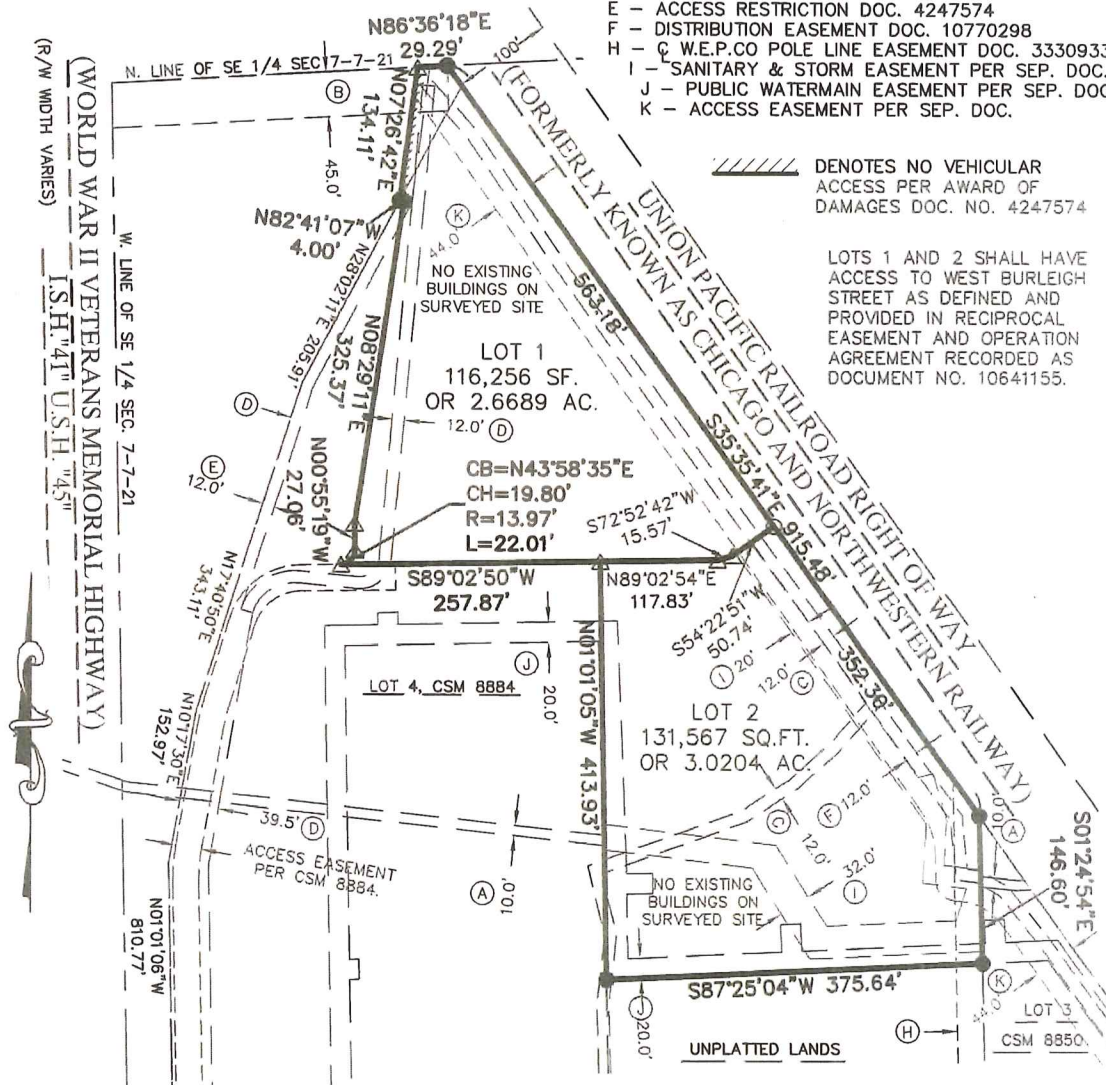 E – ACCESS RESTRICTION DOC. 4247574
F – DISTRIBUTION EASEMENT DOC. 10770298
H – ℄ W.E.P.CO POLE LINE EASEMENT DOC. 3330933
I – SANITARY & STORM EASEMENT PER SEP. DOC.
J – PUBLIC WATERMAIN EASEMENT PER SEP. DOC
K – ACCESS EASEMENT PER SEP. DOC.
DENOTES NO VEHICULAR
ACCESS PER AWARD OF
DAMAGES DOC. NO. 4247574
LOTS 1 AND 2 SHALL HAVE
ACCESS TO WEST BURLEIGH
STREET AS DEFINED AND
PROVIDED IN RECIPROCAL
EASEMENT AND OPERATION
AGREEMENT RECORDED AS
DOCUMENT NO. 10641155.
N86°36'18"E
29.29'
100'
N. LINE OF SE 1/4 SEC 7-7-21
B
45.0'
N07°26'42"E
134.11'
N82°41'07"W
4.00'
(R/W WIDTH VARIES)
(WORLD WAR II VETERANS MEMORIAL HIGHWAY)
I.S.H. "41" U.S.H. "45"
W. LINE OF SE 1/4 SEC. 7-7-21
UNION PACIFIC RAILROAD RIGHT OF WAY
(FORMERLY KNOWN AS CHICAGO AND NORTHWESTERN RAILWAY)
K
44.0'
NO EXISTING
BUILDINGS ON
SURVEYED SITE
563.18'
S35°35'41"E 915.48'
352.30'
N28°02'11"E 205.91'
N08°29'11"E
325.37'
LOT 1
116,256 SF.
OR 2.6689 AC.
12.0' D
D
E
12.0'
N00°55'19"W
27.06'
CB=N43°58'35"E
CH=19.80'
R=13.97'
L=22.01'
S72°52'42"W
15.57'
S89°02'50"W
257.87'
N89°02'54"E
117.83'
S54°22'51"W
50.74'
N17°40'50"E
343.11'
I 20'
12.0' C
J
20.0'
LOT 4, CSM 8884
N01°01'05"W 413.93'
LOT 2
131,567 SQ.FT.
OR 3.0204 AC.
N10°17'30"E
152.97'
39.5' D
ACCESS EASEMENT
PER CSM 8884.
A 10.0'
C
12.0'
F 12.0'
32.0'
I
A
S01°24'54"E
146.60'
NO EXISTING
BUILDINGS ON
SURVEYED SITE
N01°01'06"W
810.77'
S87°25'04"W 375.64'
J 20.0'
K
44.0'
H
LOT 3
CSM 8850
UNPLATTED LANDS